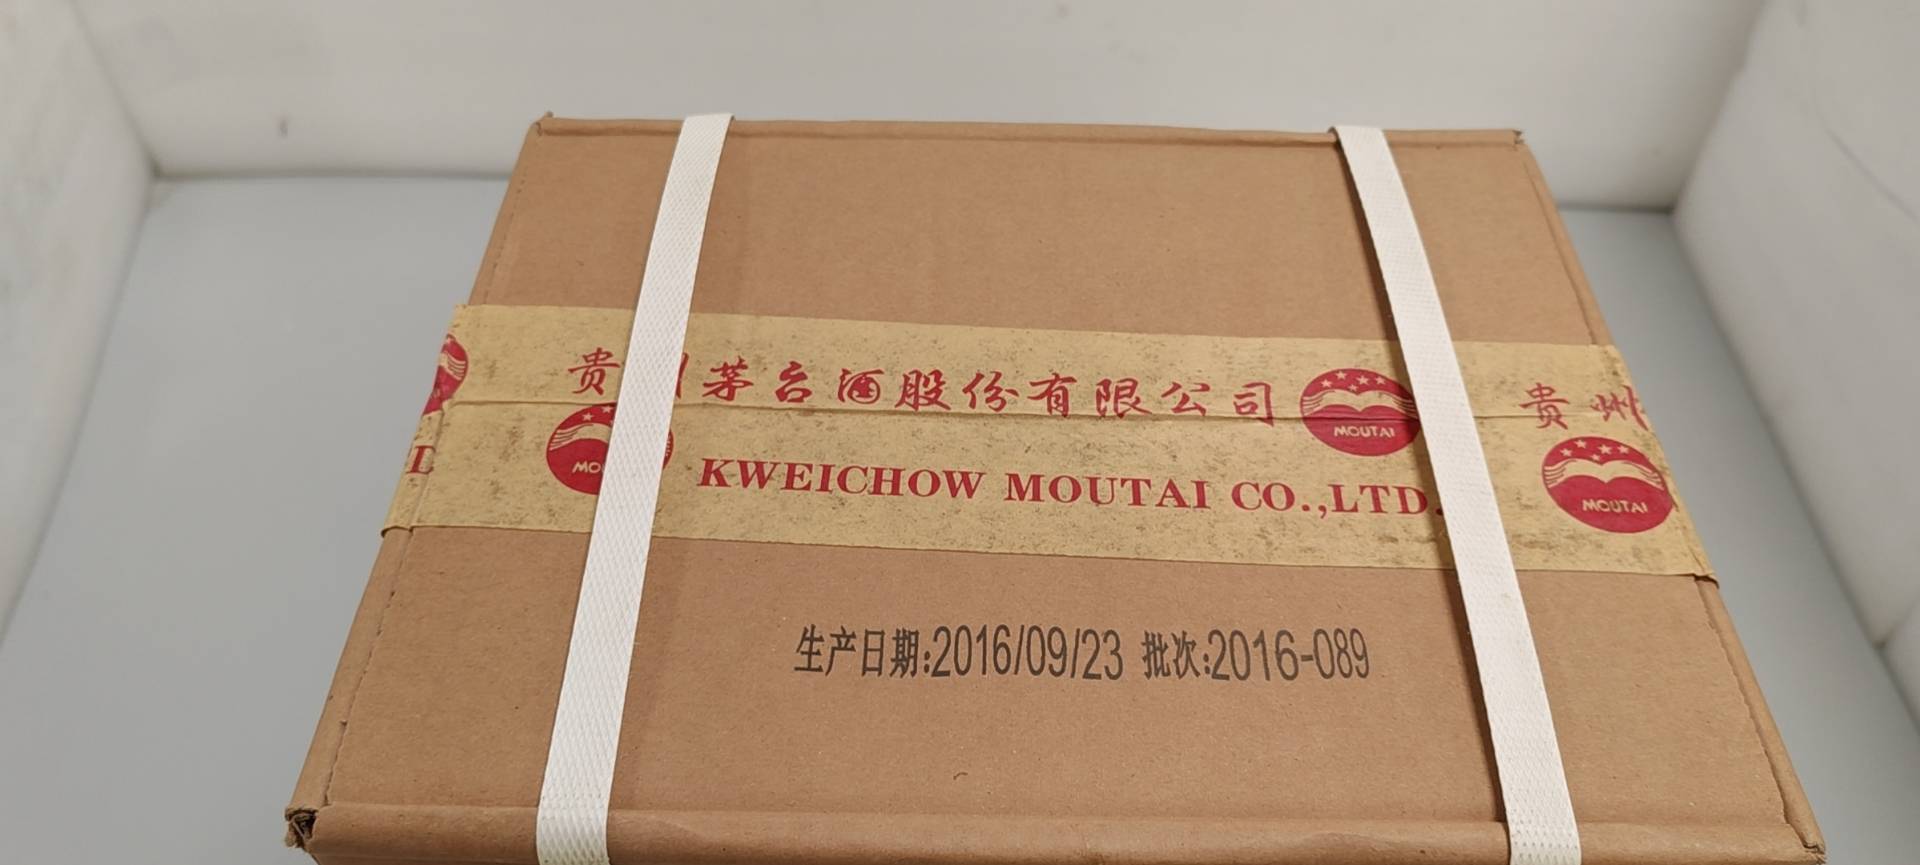 贵州茅台酒股份有限公司 MOUTAI 贵州
MOUTAI KWEICHOW MOUTAI CO.,LTD. MOUTAI
生产日期:2016/09/23 批次:2016-089